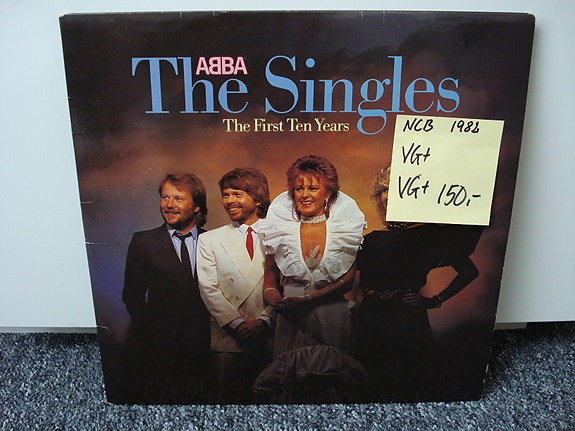 ABBA
The Singles
The First Ten Years
NCB 1982
VG+
VG+ 150,-